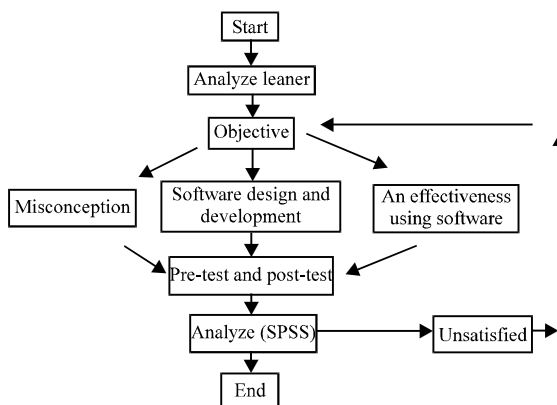 Start
Analyze leaner
Objective
Misconception
Software design and
development
An effectiveness
using software
Pre-test and post-test
Analyze (SPSS)
Unsatisfied
End